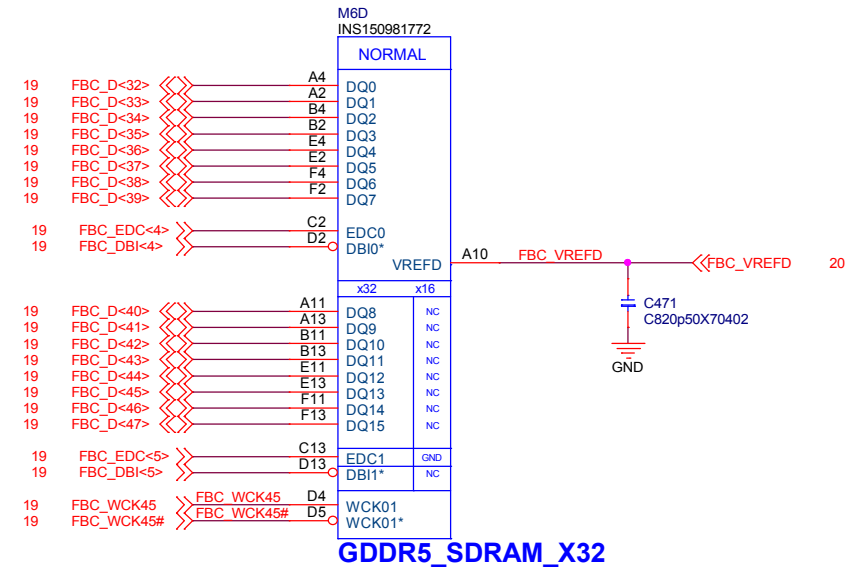 M6D
INS150981772
NORMAL
19 FBC_D<32> A4 DQ0
19 FBC_D<33> A2 DQ1
19 FBC_D<34> B4 DQ2
19 FBC_D<35> B2 DQ3
19 FBC_D<36> E4 DQ4
19 FBC_D<37> E2 DQ5
19 FBC_D<38> F4 DQ6
19 FBC_D<39> F2 DQ7
19 FBC_EDC<4> C2 EDC0
19 FBC_DBI<4> D2 DBI0*
VREFD A10 FBC_VREFD FBC_VREFD 20
x32 x16
19 FBC_D<40> A11 DQ8 NC
19 FBC_D<41> A13 DQ9 NC
19 FBC_D<42> B11 DQ10 NC
19 FBC_D<43> B13 DQ11 NC
19 FBC_D<44> E11 DQ12 NC
19 FBC_D<45> E13 DQ13 NC
19 FBC_D<46> F11 DQ14 NC
19 FBC_D<47> F13 DQ15 NC
C471
C820p50X70402
GND
19 FBC_EDC<5> C13 EDC1 GND
19 FBC_DBI<5> D13 DBI1* NC
19 FBC_WCK45 FBC_WCK45 D4 WCK01
19 FBC_WCK45# FBC_WCK45# D5 WCK01*
GDDR5_SDRAM_X32